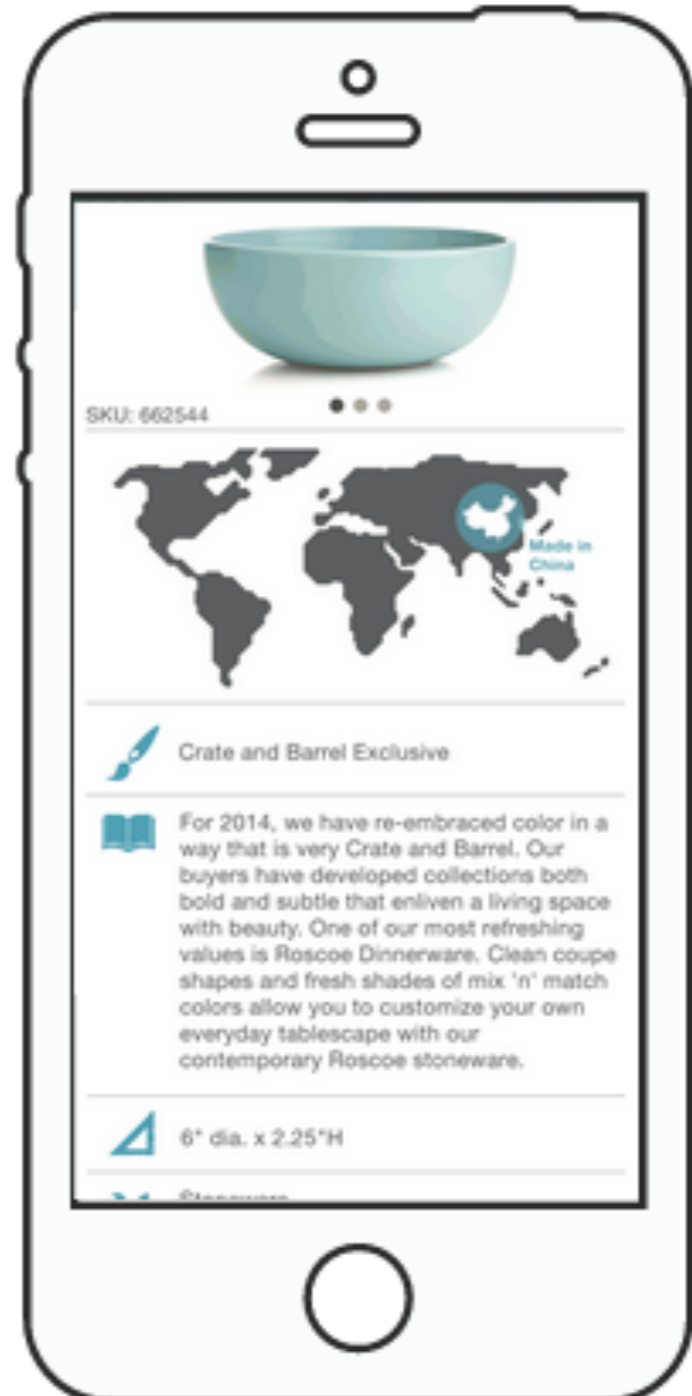 SKU: 662544
Made in
China
Crate and Barrel Exclusive
For 2014, we have re-embraced color in a
way that is very Crate and Barrel. Our
buyers have developed collections both
bold and subtle that enliven a living space
with beauty. One of our most refreshing
values is Roscoe Dinnerware. Clean coupe
shapes and fresh shades of mix 'n' match
colors allow you to customize your own
everyday tablescape with our
contemporary Roscoe stoneware.
6" dia. x 2.25"H
Stoneware